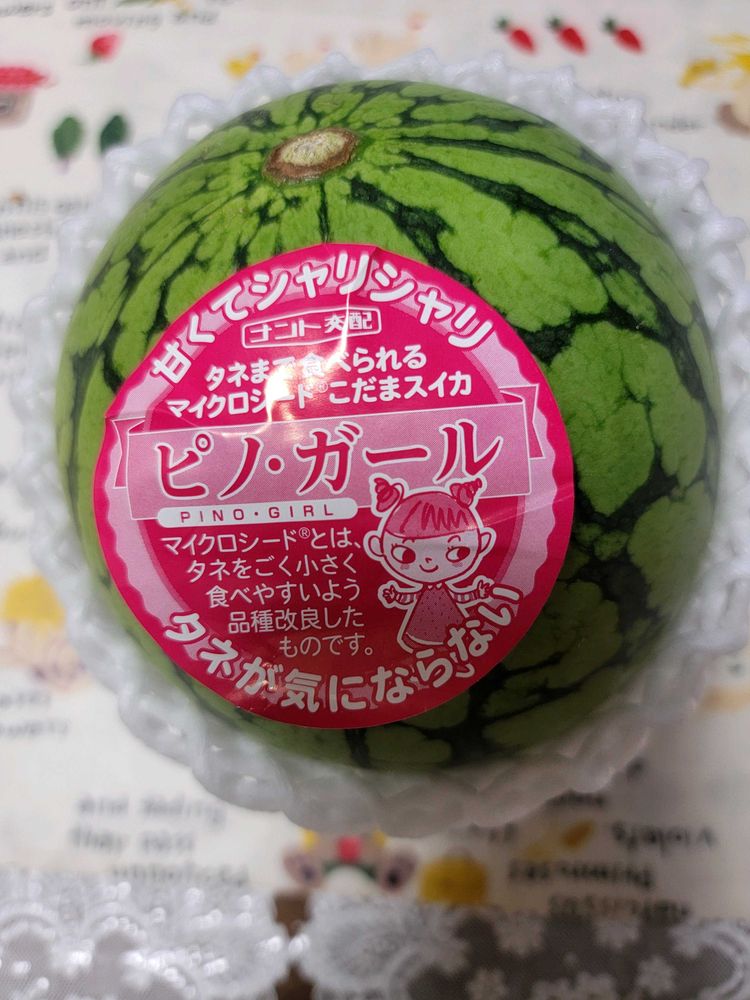 甘くてシャリシャリ
ナント交配
タネまで食べられる
マイクロシード®こだまスイカ
ピノ・ガール
PINO・GIRL
マイクロシード®とは、
タネをごく小さく
食べやすいよう
品種改良した
ものです。
タネが気にならない